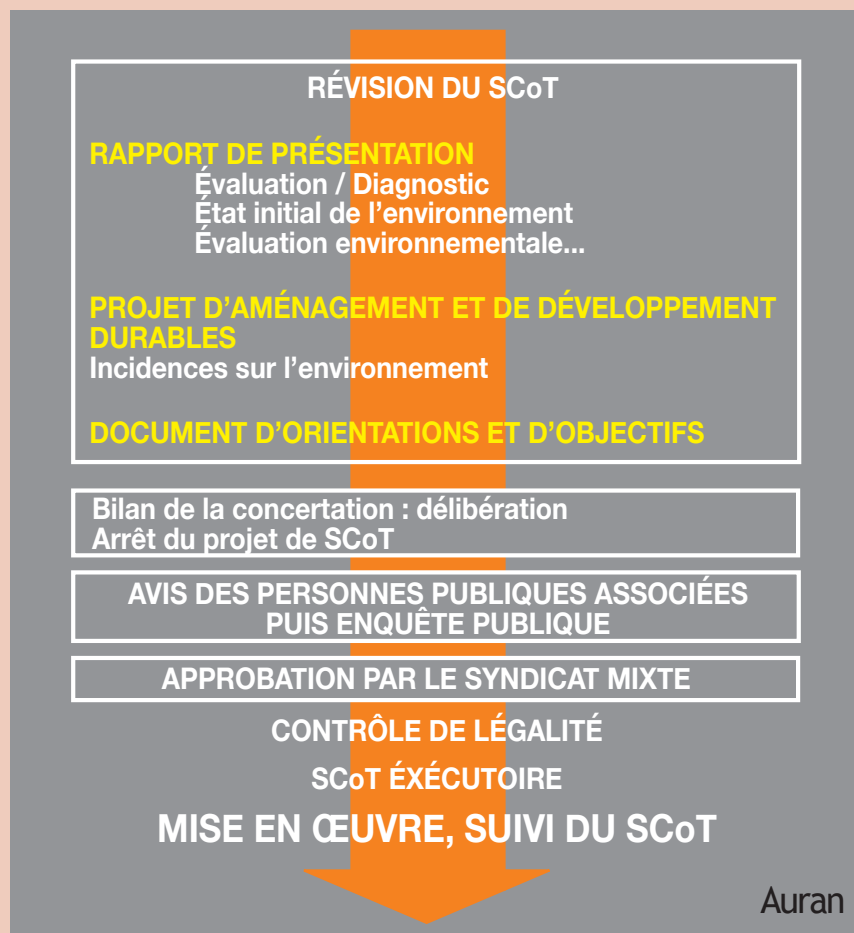 RÉVISION DU SCoT
RAPPORT DE PRÉSENTATION
Évaluation / Diagnostic
État initial de l'environnement
Évaluation environnementale...
PROJET D'AMÉNAGEMENT ET DE DÉVELOPPEMENT
DURABLES
Incidences sur l'environnement
DOCUMENT D'ORIENTATIONS ET D'OBJECTIFS
Bilan de la concertation : délibération
Arrêt du projet de SCoT
AVIS DES PERSONNES PUBLIQUES ASSOCIÉES
PUIS ENQUÊTE PUBLIQUE
APPROBATION PAR LE SYNDICAT MIXTE
CONTRÔLE DE LÉGALITÉ
SCoT ÉXÉCUTOIRE
MISE EN ŒUVRE, SUIVI DU SCoT
Auran